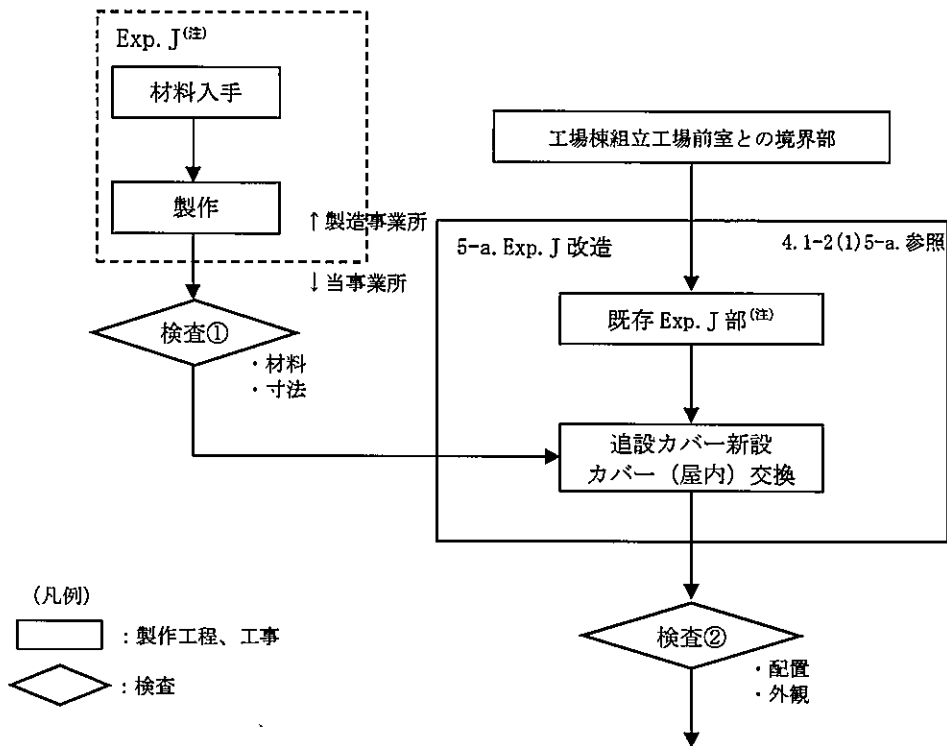 Exp. J(注)
材料入手
製作
↑製造事業所
↓当事業所
検査①
・材料
・寸法
工場棟組立工場前室との境界部
5-a. Exp. J 改造
4.1-2(1)5-a. 参照
既存 Exp. J 部(注)
追設カバー新設
カバー（屋内）交換
検査②
・配置
・外観
(凡例)
：製作工程、工事
：検査